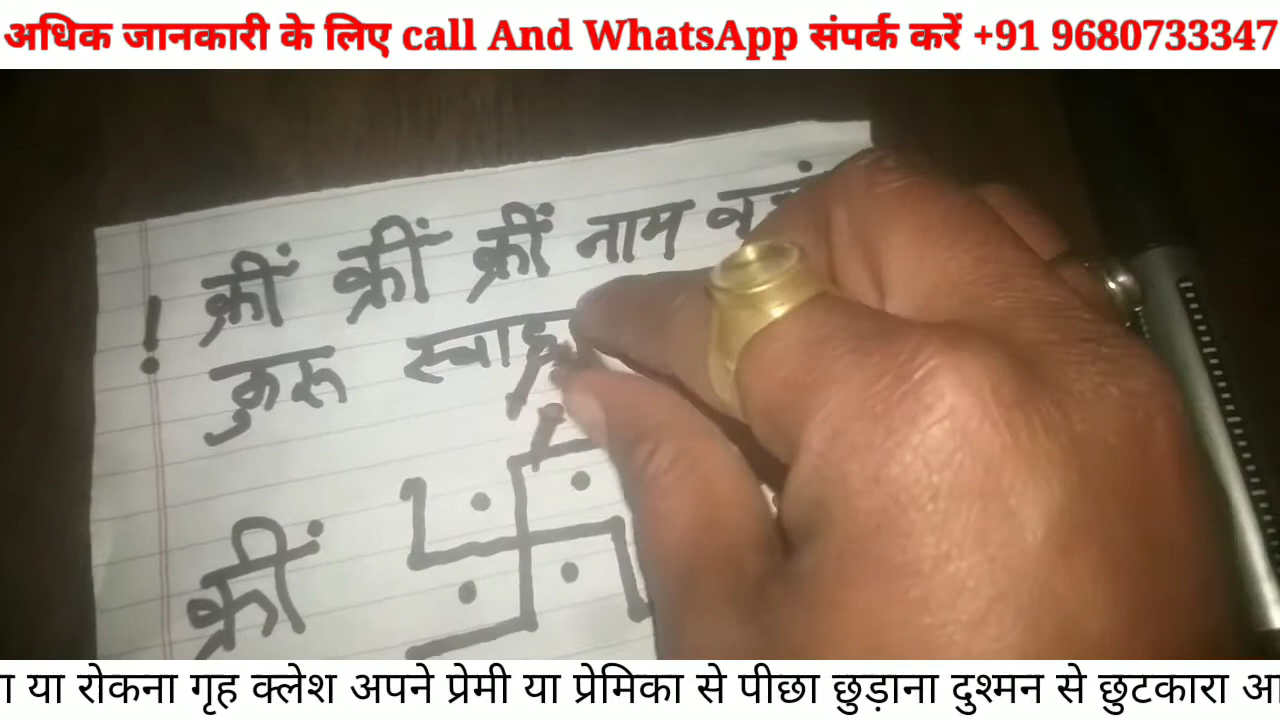 अधिक जानकारी के लिए call And WhatsApp संपर्क करें +91 9680733347
! क्रीं क्रीं क्रीं नाम
कुरू स्वाहा
क्रीं
या रोकना गृह क्लेश अपने प्रेमी या प्रेमिका से पीछा छुड़ाना दुश्मन से छुटकारा